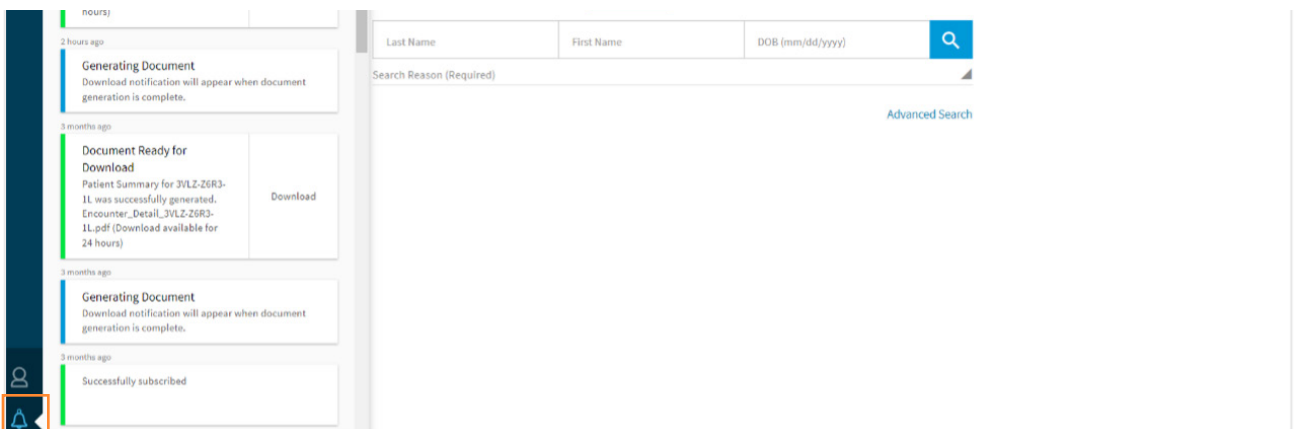 hours)
2 hours ago
Generating Document
Download notification will appear when document
generation is complete.
3 months ago
Document Ready for
Download
Patient Summary for 3VLZ-Z6R3-
1L was successfully generated.
Encounter_Detail_3VLZ-Z6R3-
1L.pdf (Download available for
24 hours)
Download
3 months ago
Generating Document
Download notification will appear when document
generation is complete.
3 months ago
Successfully subscribed
Last Name
First Name
DOB (mm/dd/yyyy)
Search Reason (Required)
Advanced Search